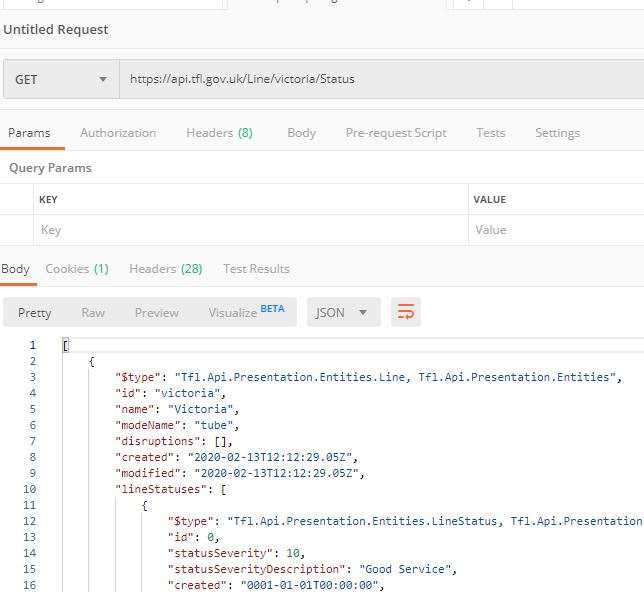 Untitled Request
GET https://api.tfl.gov.uk/Line/victoria/Status
Params Authorization Headers (8) Body Pre-request Script Tests Settings
Query Params
KEY VALUE
Key Value
Body Cookies (1) Headers (28) Test Results
Pretty Raw Preview Visualize BETA JSON
1 [
2 {
3 "$type": "Tfl.Api.Presentation.Entities.Line, Tfl.Api.Presentation.Entities",
4 "id": "victoria",
5 "name": "Victoria",
6 "modeName": "tube",
7 "disruptions": [],
8 "created": "2020-02-13T12:12:29.05Z",
9 "modified": "2020-02-13T12:12:29.05Z",
10 "lineStatuses": [
11 {
12 "$type": "Tfl.Api.Presentation.Entities.LineStatus, Tfl.Api.Presentation
13 "id": 0,
14 "statusSeverity": 10,
15 "statusSeverityDescription": "Good Service",
16 "created": "0001-01-01T00:00:00",